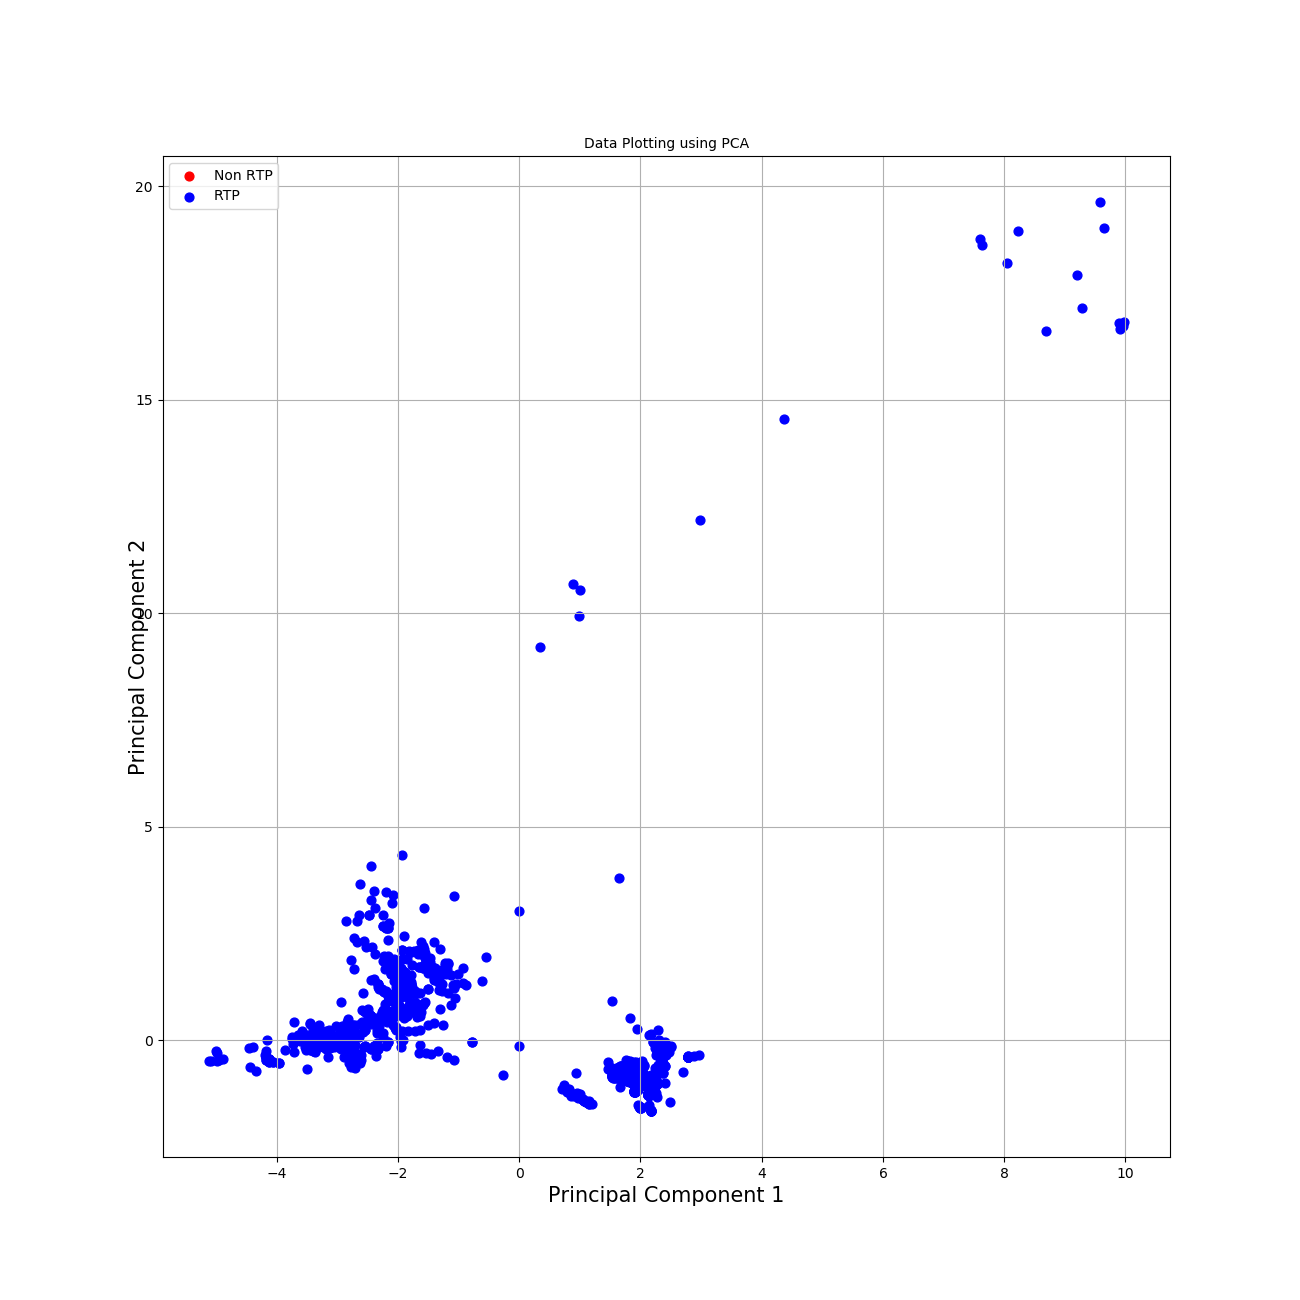 Data Plotting using PCA
Non RTP
RTP
20
15
10
5
0
Principal Component 2
−4 −2 0 2 4 6 8 10
Principal Component 1